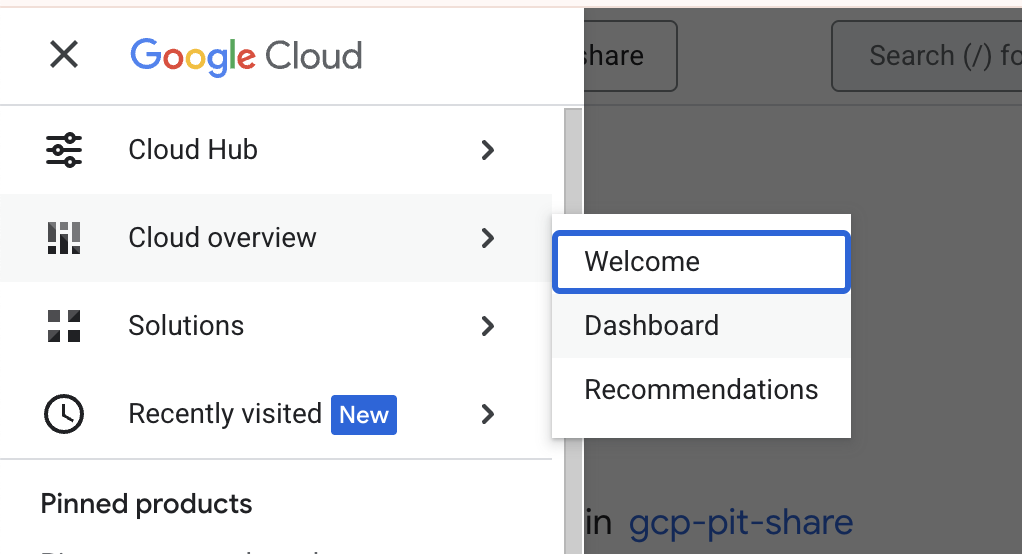 Google Cloud
share
Search (/) fo
Cloud Hub
Cloud overview
Welcome
Dashboard
Solutions
Recommendations
Recently visited New
Pinned products
in gcp-pit-share